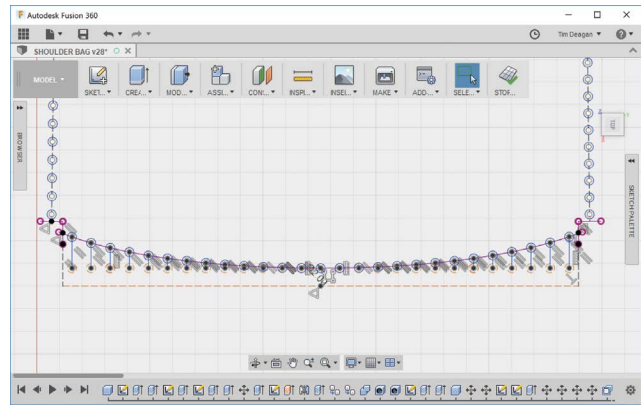 Autodesk Fusion 360
Tim Deagan
SHOULDER BAG v28*
MODEL
SKET...
CREA...
MOD...
ASSI...
CON...
INSPI...
INSEI...
MAKE
ADD-...
SELE...
STOF...
BROWSER
TOP
SKETCH PALETTE